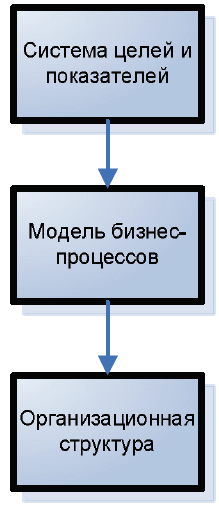 Система целей и
показателей
Модель бизнес-
процессов
Организационная
структура